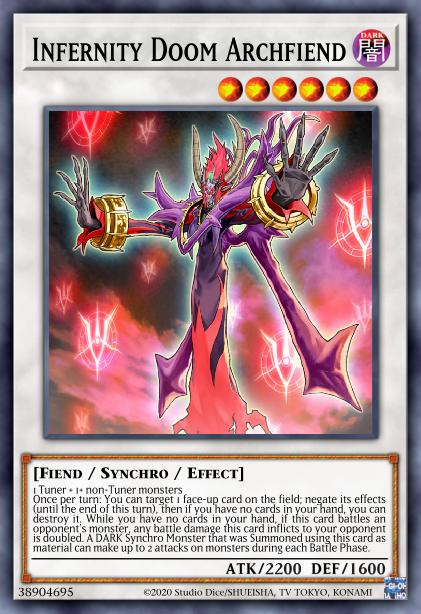 INFERNITY DOOM ARCHFIEND
DARK
闇
[FIEND / SYNCHRO / EFFECT]
1 Tuner + 1+ non-Tuner monsters
Once per turn: You can target 1 face-up card on the field; negate its effects
(until the end of this turn), then if you have no cards in your hand, you can
destroy it. While you have no cards in your hand, if this card battles an
opponent's monster, any battle damage this card inflicts to your opponent
is doubled. A DARK Synchro Monster that was Summoned using this card as
material can make up to 2 attacks on monsters during each Battle Phase.
ATK/2200 DEF/1600
38904695
©2020 Studio Dice/SHUEISHA, TV TOKYO, KONAMI